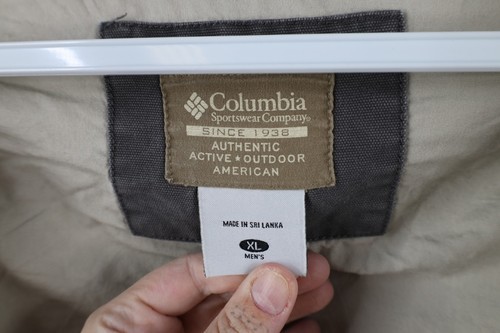 Columbia
Sportswear Company®
SINCE 1938
AUTHENTIC
ACTIVE★OUTDOOR
AMERICAN
MADE IN SRI LANKA
XL
MEN'S